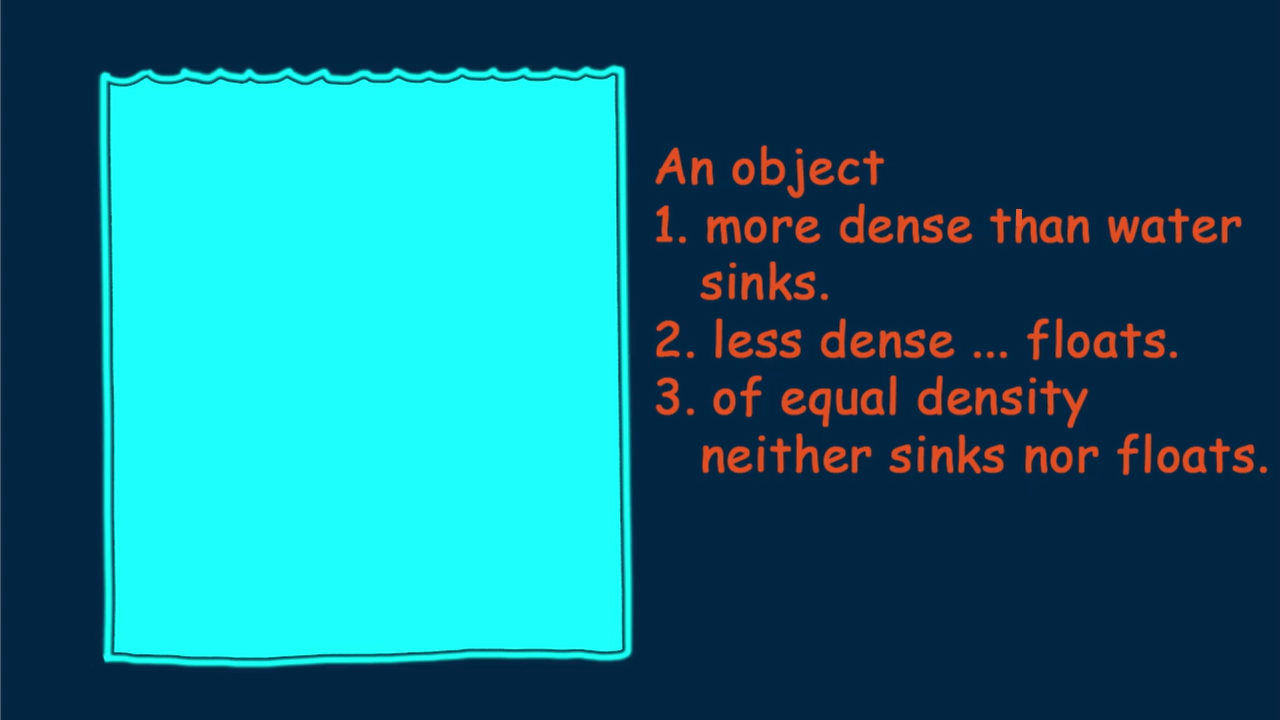 An object
1. more dense than water
sinks.
2. less dense ... floats.
3. of equal density
neither sinks nor floats.